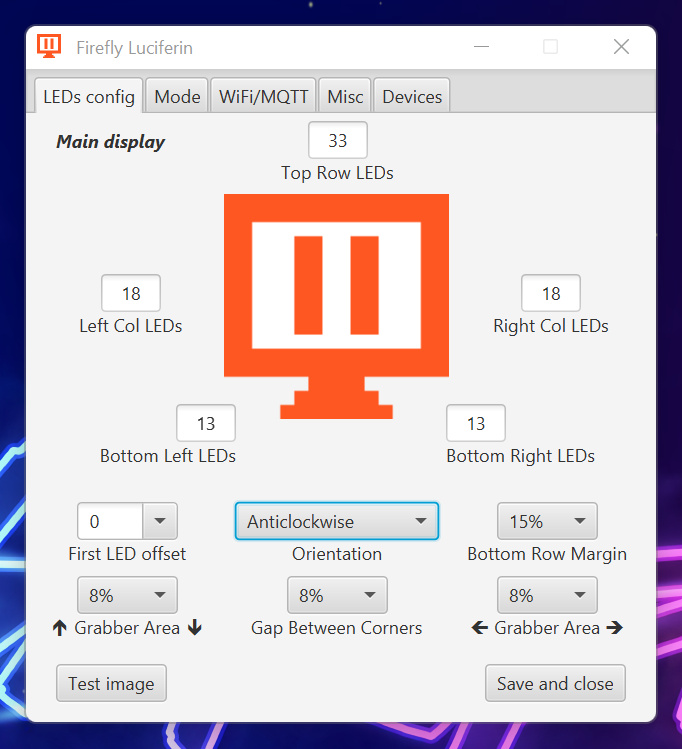 Firefly Luciferin
LEDs config Mode WiFi/MQTT Misc Devices
Main display
33
Top Row LEDs
18
Left Col LEDs
18
Right Col LEDs
13
Bottom Left LEDs
13
Bottom Right LEDs
0
First LED offset
Anticlockwise
Orientation
15%
Bottom Row Margin
8%
Grabber Area
8%
Gap Between Corners
8%
Grabber Area
Test image
Save and close